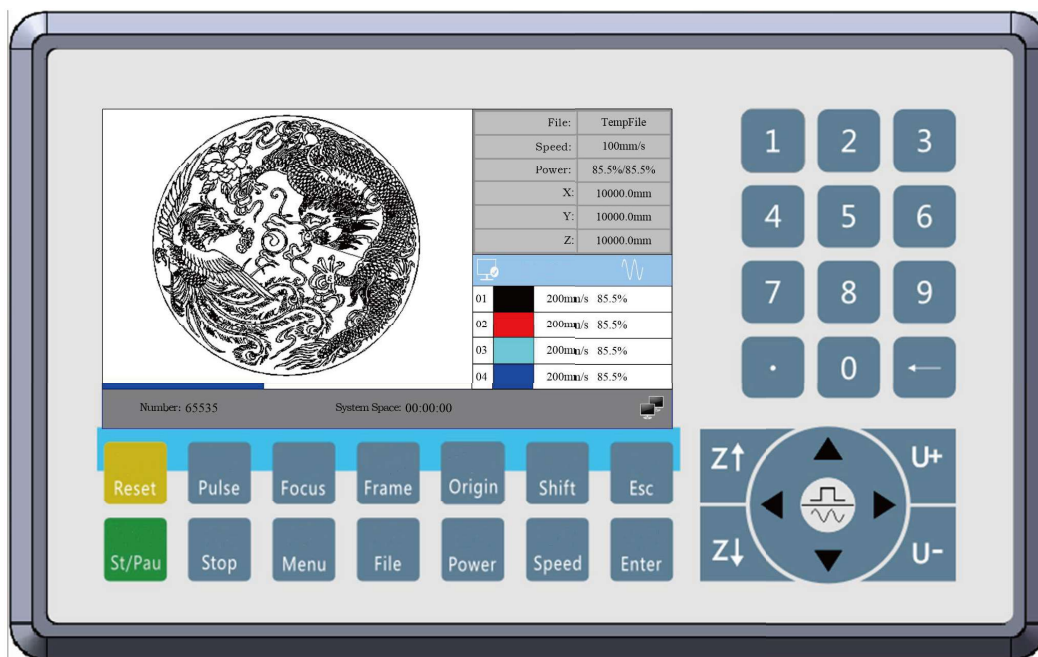 File: TempFile
Speed: 100mm/s
Power: 85.5%/85.5%
X: 10000.0mm
Y: 10000.0mm
Z: 10000.0mm
01 200mm/s 85.5%
02 200mm/s 85.5%
03 200mm/s 85.5%
04 200mm/s 85.5%
Number: 65535 System Space: 00:00:00
1 2 3
4 5 6
7 8 9
. 0 ←
Reset Pulse Focus Frame Origin Shift Esc
St/Pau Stop Menu File Power Speed Enter
Z↑ U+
Z↓ U-